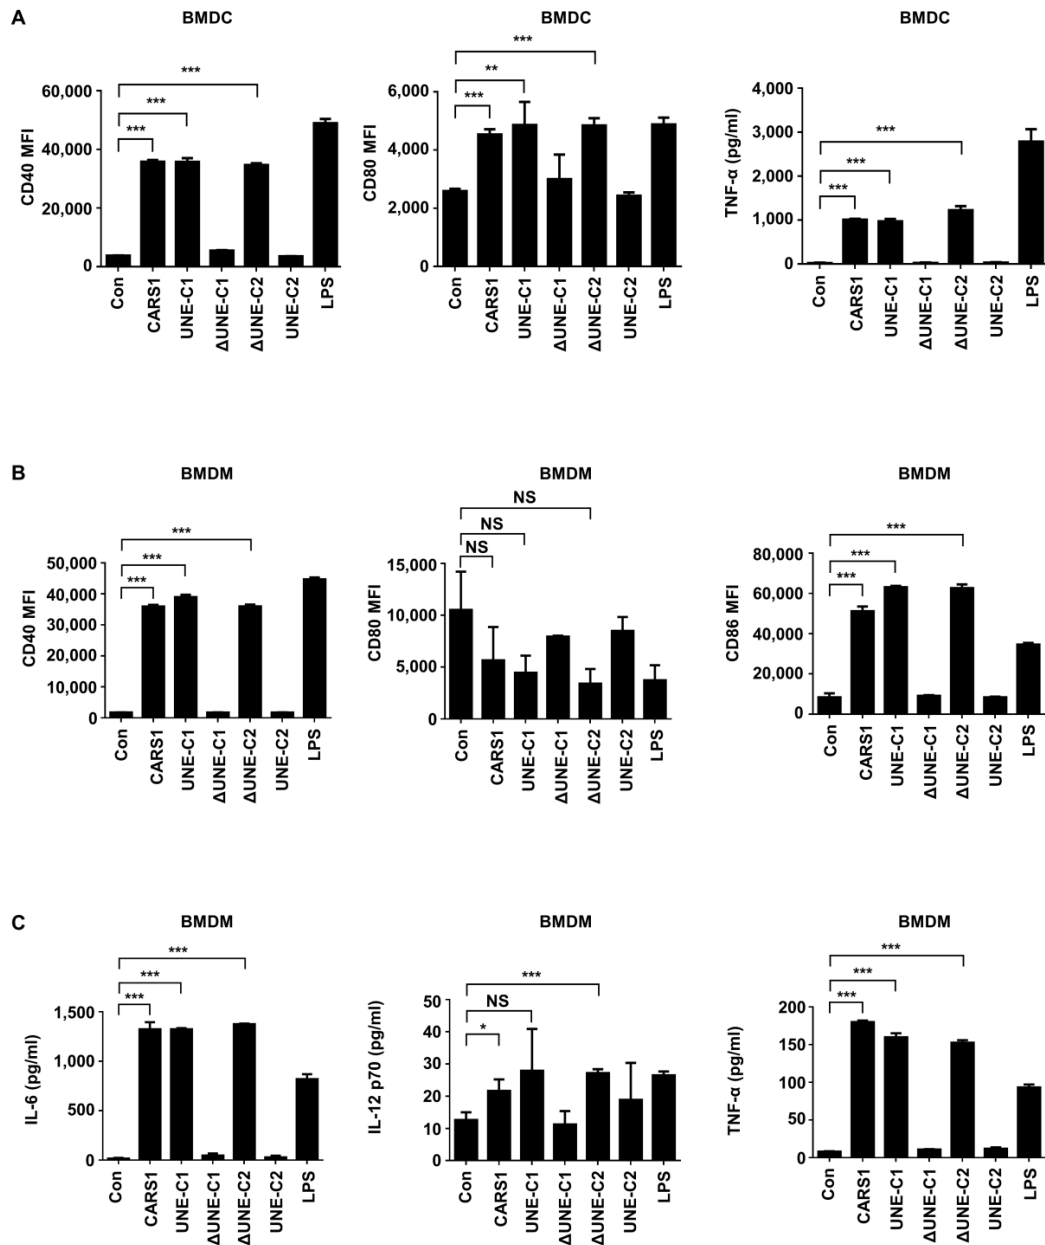 A
BMDC
BMDC
BMDC
***
***
***
60,000
40,000
20,000
0
CD40 MFI
Con
CARS1
UNE-C1
ΔUNE-C1
ΔUNE-C2
UNE-C2
LPS
***
**
***
6,000
4,000
2,000
0
CD80 MFI
Con
CARS1
UNE-C1
ΔUNE-C1
ΔUNE-C2
UNE-C2
LPS
***
***
***
4,000
3,000
2,000
1,000
0
TNF-α (pg/ml)
Con
CARS1
UNE-C1
ΔUNE-C1
ΔUNE-C2
UNE-C2
LPS
B
BMDM
BMDM
BMDM
***
***
***
50,000
40,000
30,000
20,000
10,000
0
CD40 MFI
Con
CARS1
UNE-C1
ΔUNE-C1
ΔUNE-C2
UNE-C2
LPS
NS
NS
NS
15,000
10,000
5,000
0
CD80 MFI
Con
CARS1
UNE-C1
ΔUNE-C1
ΔUNE-C2
UNE-C2
LPS
***
***
***
80,000
60,000
40,000
20,000
0
CD86 MFI
Con
CARS1
UNE-C1
ΔUNE-C1
ΔUNE-C2
UNE-C2
LPS
C
BMDM
BMDM
BMDM
***
***
***
1,500
1,000
500
0
IL-6 (pg/ml)
Con
CARS1
UNE-C1
ΔUNE-C1
ΔUNE-C2
UNE-C2
LPS
***
NS
*
50
40
30
20
10
0
IL-12 p70 (pg/ml)
Con
CARS1
UNE-C1
ΔUNE-C1
ΔUNE-C2
UNE-C2
LPS
***
***
***
200
150
100
50
0
TNF-α (pg/ml)
Con
CARS1
UNE-C1
ΔUNE-C1
ΔUNE-C2
UNE-C2
LPS